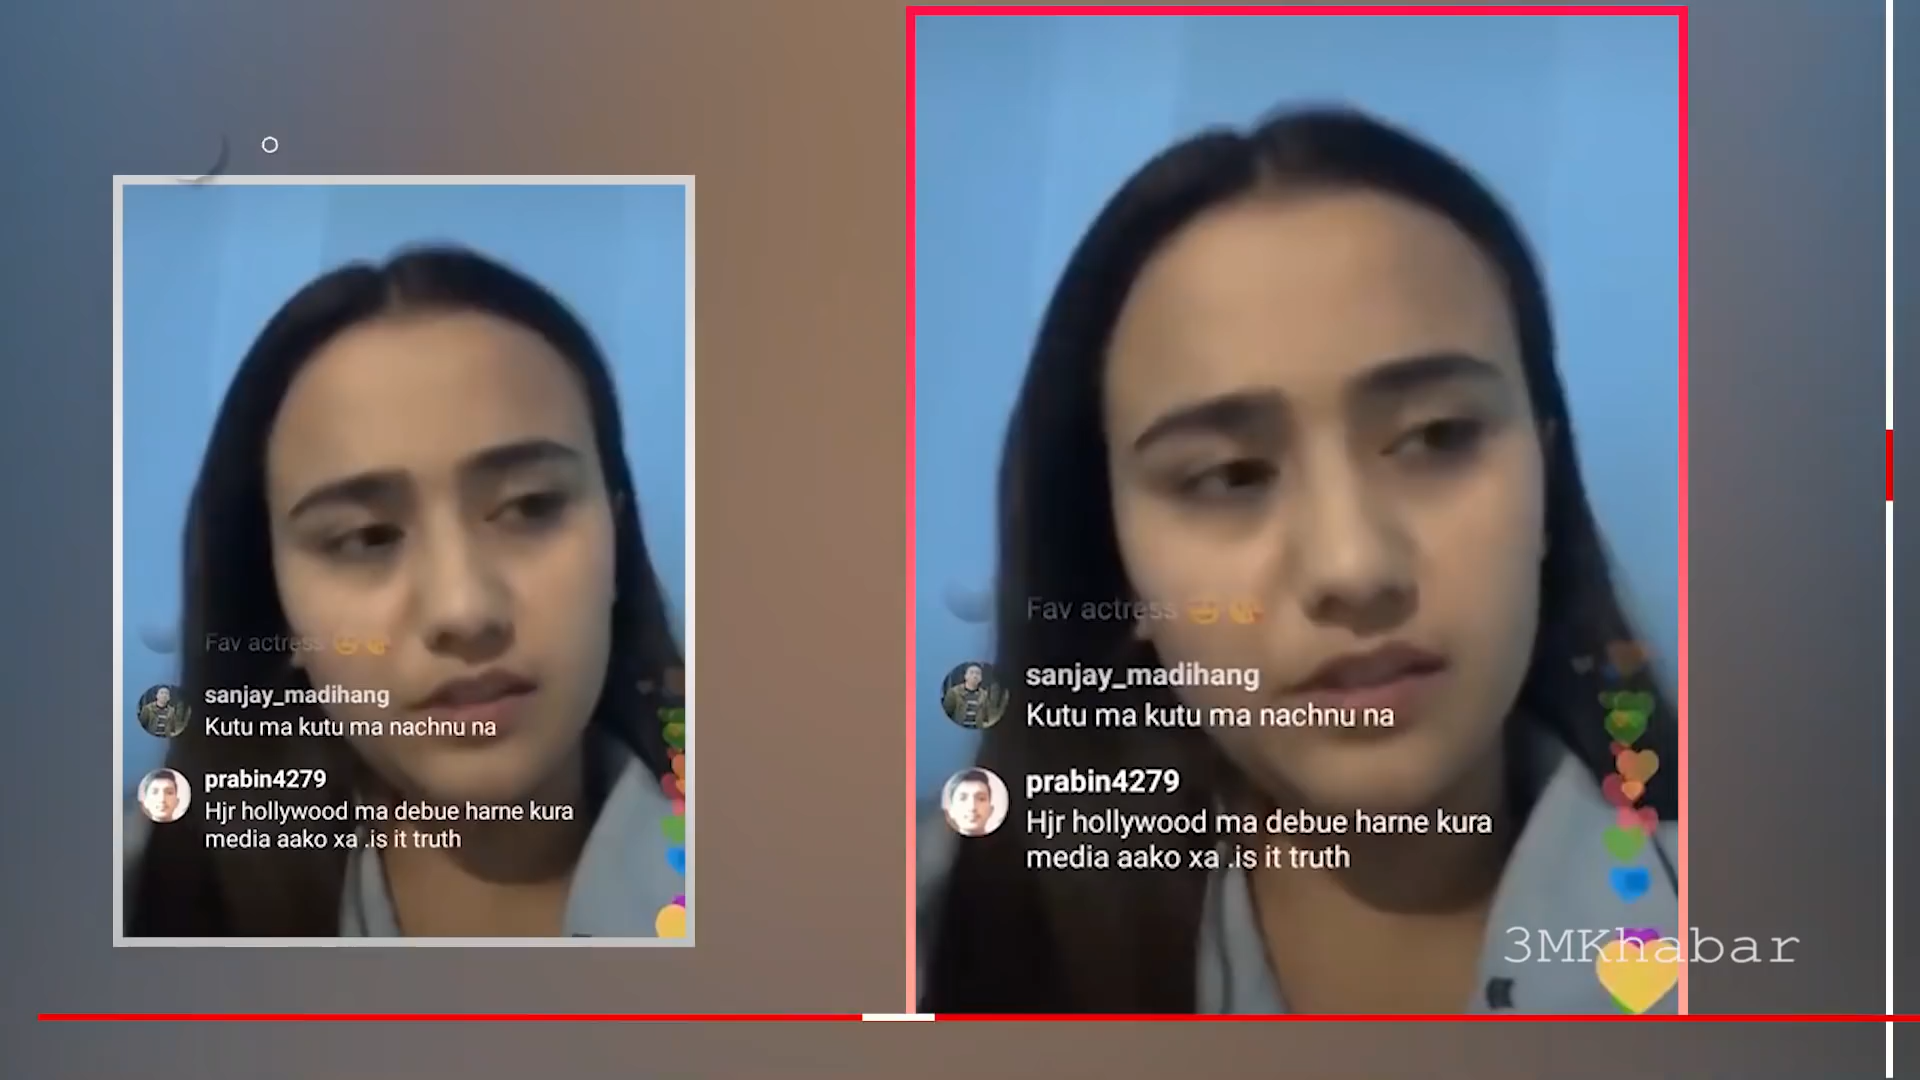 Fav actress
sanjay_madihang
Kutu ma kutu ma nachnu na
prabin4279
Hjr hollywood ma debue harne kura
media aako xa .is it truth
Fav actress
sanjay_madihang
Kutu ma kutu ma nachnu na
prabin4279
Hjr hollywood ma debue harne kura
media aako xa .is it truth
3MKhabar